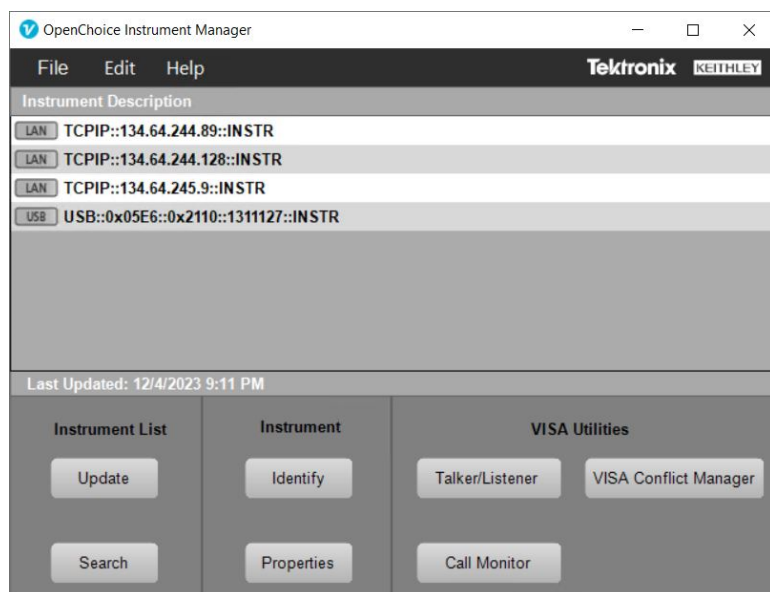 OpenChoice Instrument Manager
File Edit Help Tektronix KEITHLEY
Instrument Description
LAN TCPIP::134.64.244.89::INSTR
LAN TCPIP::134.64.244.128::INSTR
LAN TCPIP::134.64.245.9::INSTR
USB USB::0x05E6::0x2110::1311127::INSTR
Last Updated: 12/4/2023 9:11 PM
Instrument List Instrument VISA Utilities
Update Identify Talker/Listener VISA Conflict Manager
Search Properties Call Monitor